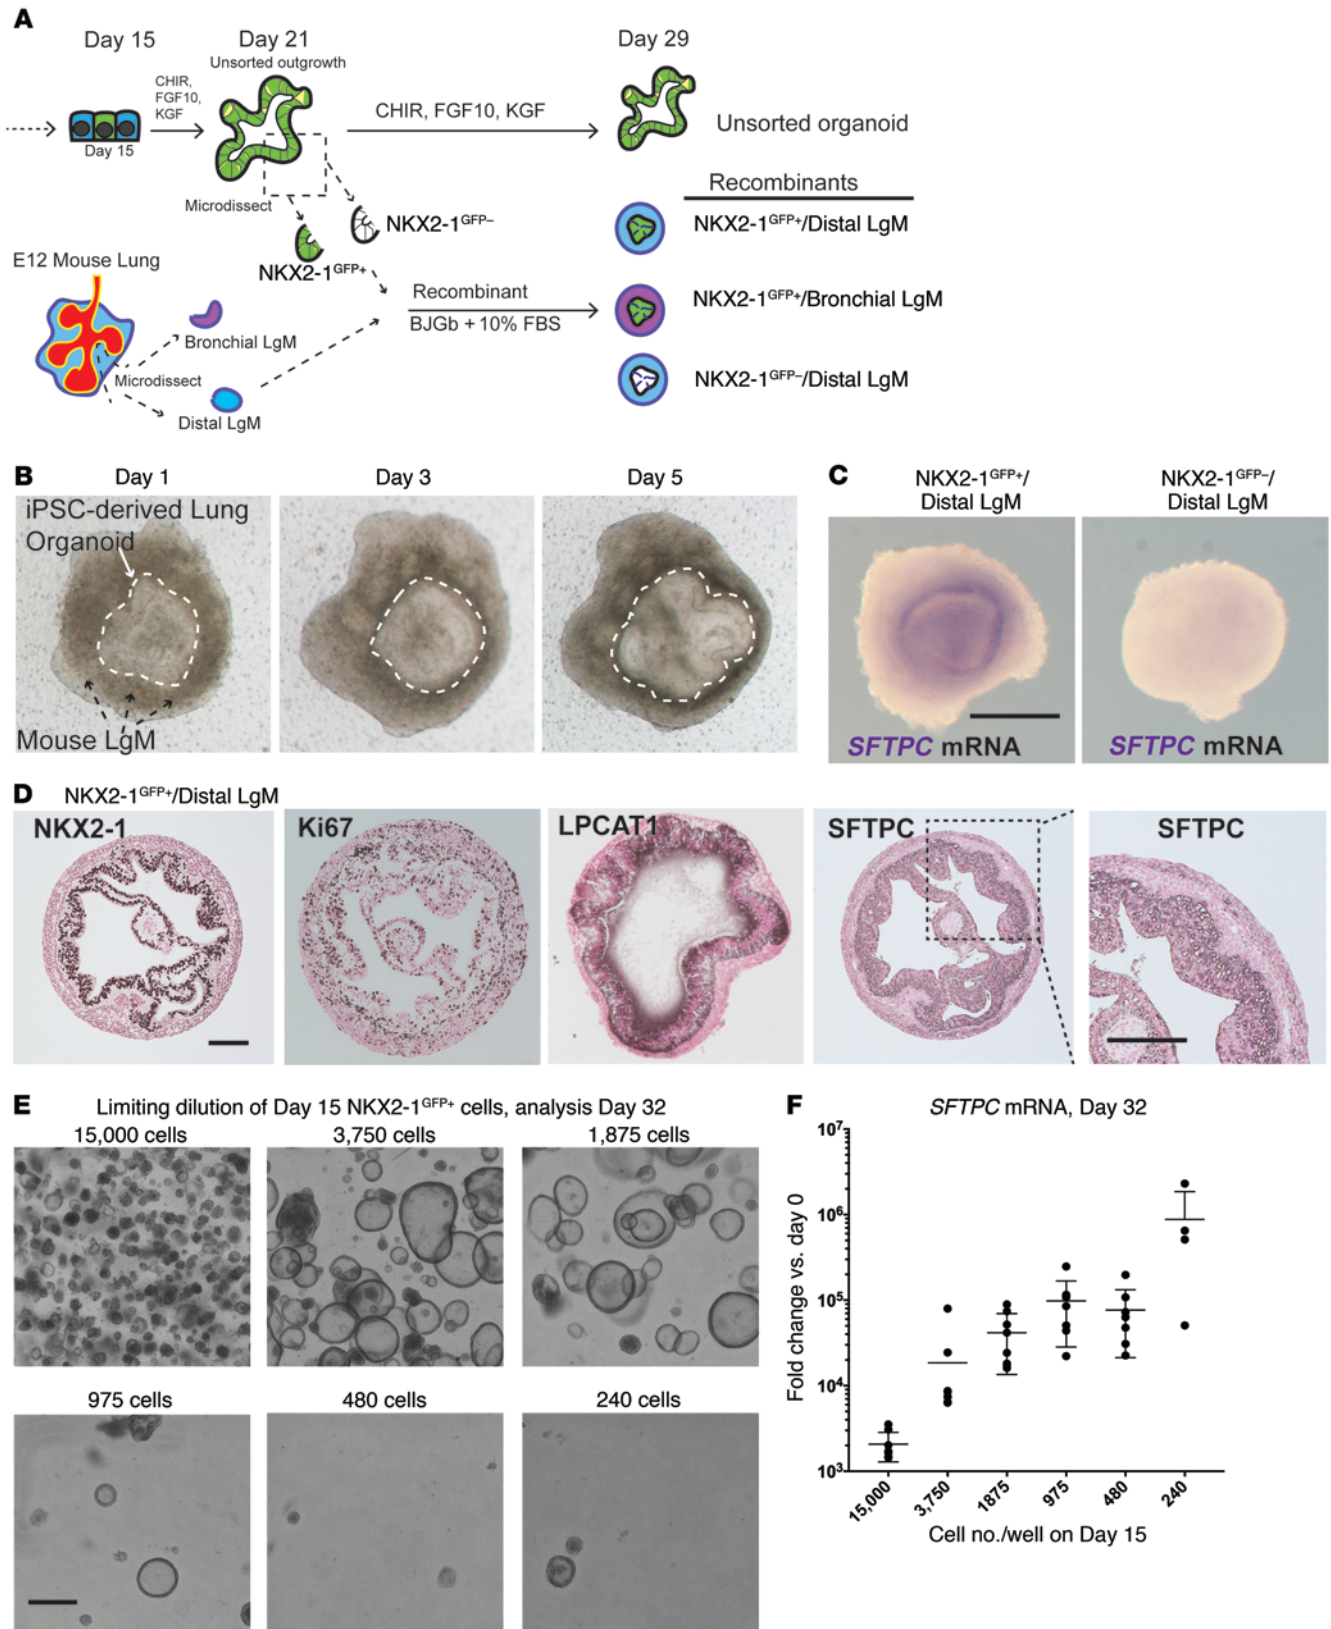 A
Day 15
Day 21
Day 29
Unsorted outgrowth
CHIR,
FGF10,
KGF
CHIR, FGF10, KGF
Day 15
Unsorted organoid
Microdissect
NKX2-1GFP–
NKX2-1GFP+
Recombinants
NKX2-1GFP+/Distal LgM
E12 Mouse Lung
Bronchial LgM
Microdissect
Distal LgM
Recombinant
BJGb + 10% FBS
NKX2-1GFP+/Bronchial LgM
NKX2-1GFP–/Distal LgM
B
Day 1
Day 3
Day 5
iPSC-derived Lung
Organoid
Mouse LgM
C
NKX2-1GFP+/
Distal LgM
NKX2-1GFP–/
Distal LgM
SFTPC mRNA
SFTPC mRNA
D
NKX2-1GFP+/Distal LgM
NKX2-1
Ki67
LPCAT1
SFTPC
SFTPC
E
Limiting dilution of Day 15 NKX2-1GFP+ cells, analysis Day 32
15,000 cells
3,750 cells
1,875 cells
975 cells
480 cells
240 cells
F
SFTPC mRNA, Day 32
Fold change vs. day 0
107
106
105
104
103
15,000
3,750
1875
975
480
240
Cell no./well on Day 15